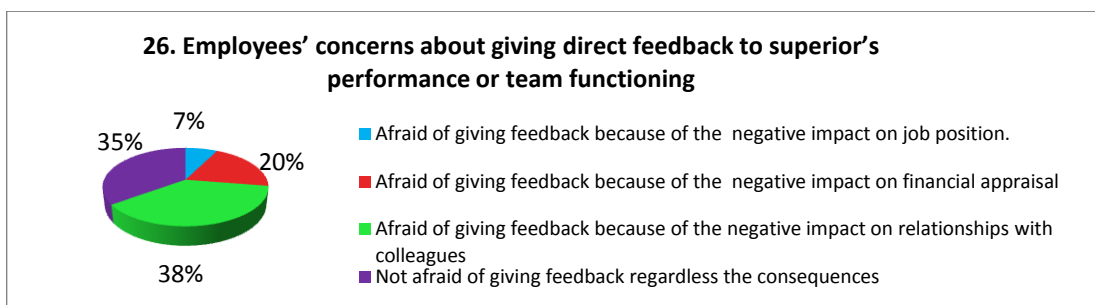 26. Employees’ concerns about giving direct feedback to superior’s
performance or team functioning
7%
35%
20%
38%
Afraid of giving feedback because of the  negative impact on job position.
Afraid of giving feedback because of the  negative impact on financial appraisal
Afraid of giving feedback because of the negative impact on relationships with
colleagues
Not afraid of giving feedback regardless the consequences